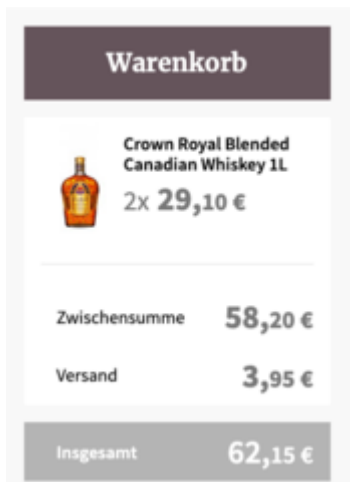 Warenkorb
Crown Royal Blended
Canadian Whiskey 1L
2x 29,10 €
Zwischensumme 58,20 €
Versand 3,95 €
Insgesamt 62,15 €